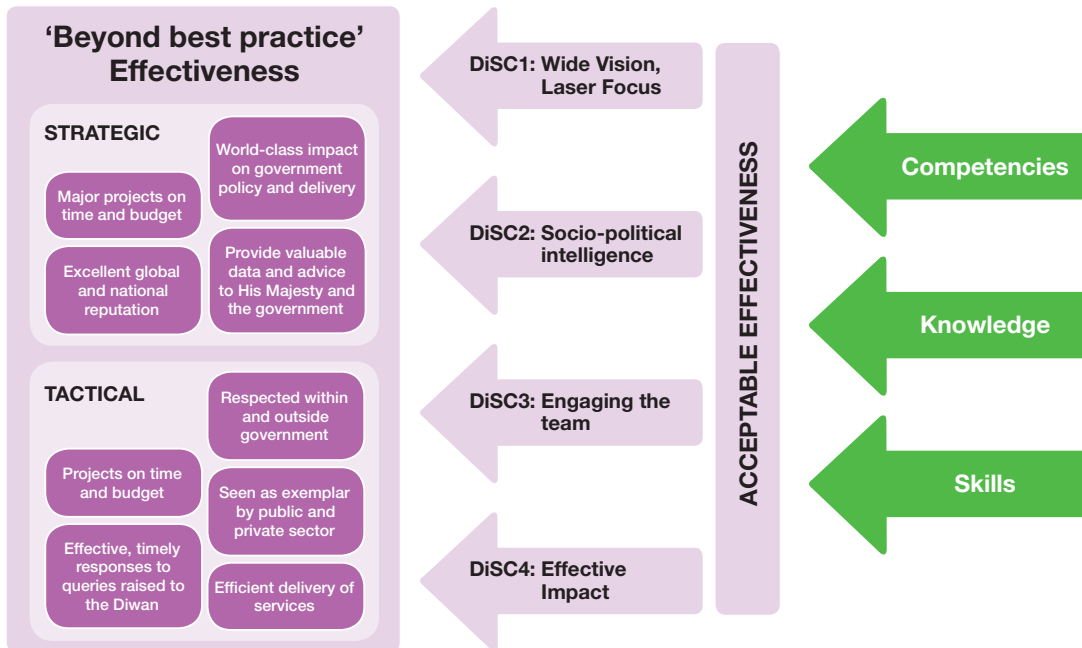 ‘Beyond best practice’
Effectiveness
STRATEGIC
World-class impact
on government
policy and delivery
Major projects on
time and budget
Excellent global
and national
reputation
Provide valuable
data and advice
to His Majesty and
the government
TACTICAL
Respected within
and outside
government
Projects on time
and budget
Seen as exemplar
by public and
private sector
Effective, timely
responses to
queries raised to
the Diwan
Efficient delivery of
services
DiSC1: Wide Vision,
Laser Focus
DiSC2: Socio-political
intelligence
DiSC3: Engaging the
team
DiSC4: Effective
Impact
ACCEPTABLE EFFECTIVENESS
Competencies
Knowledge
Skills